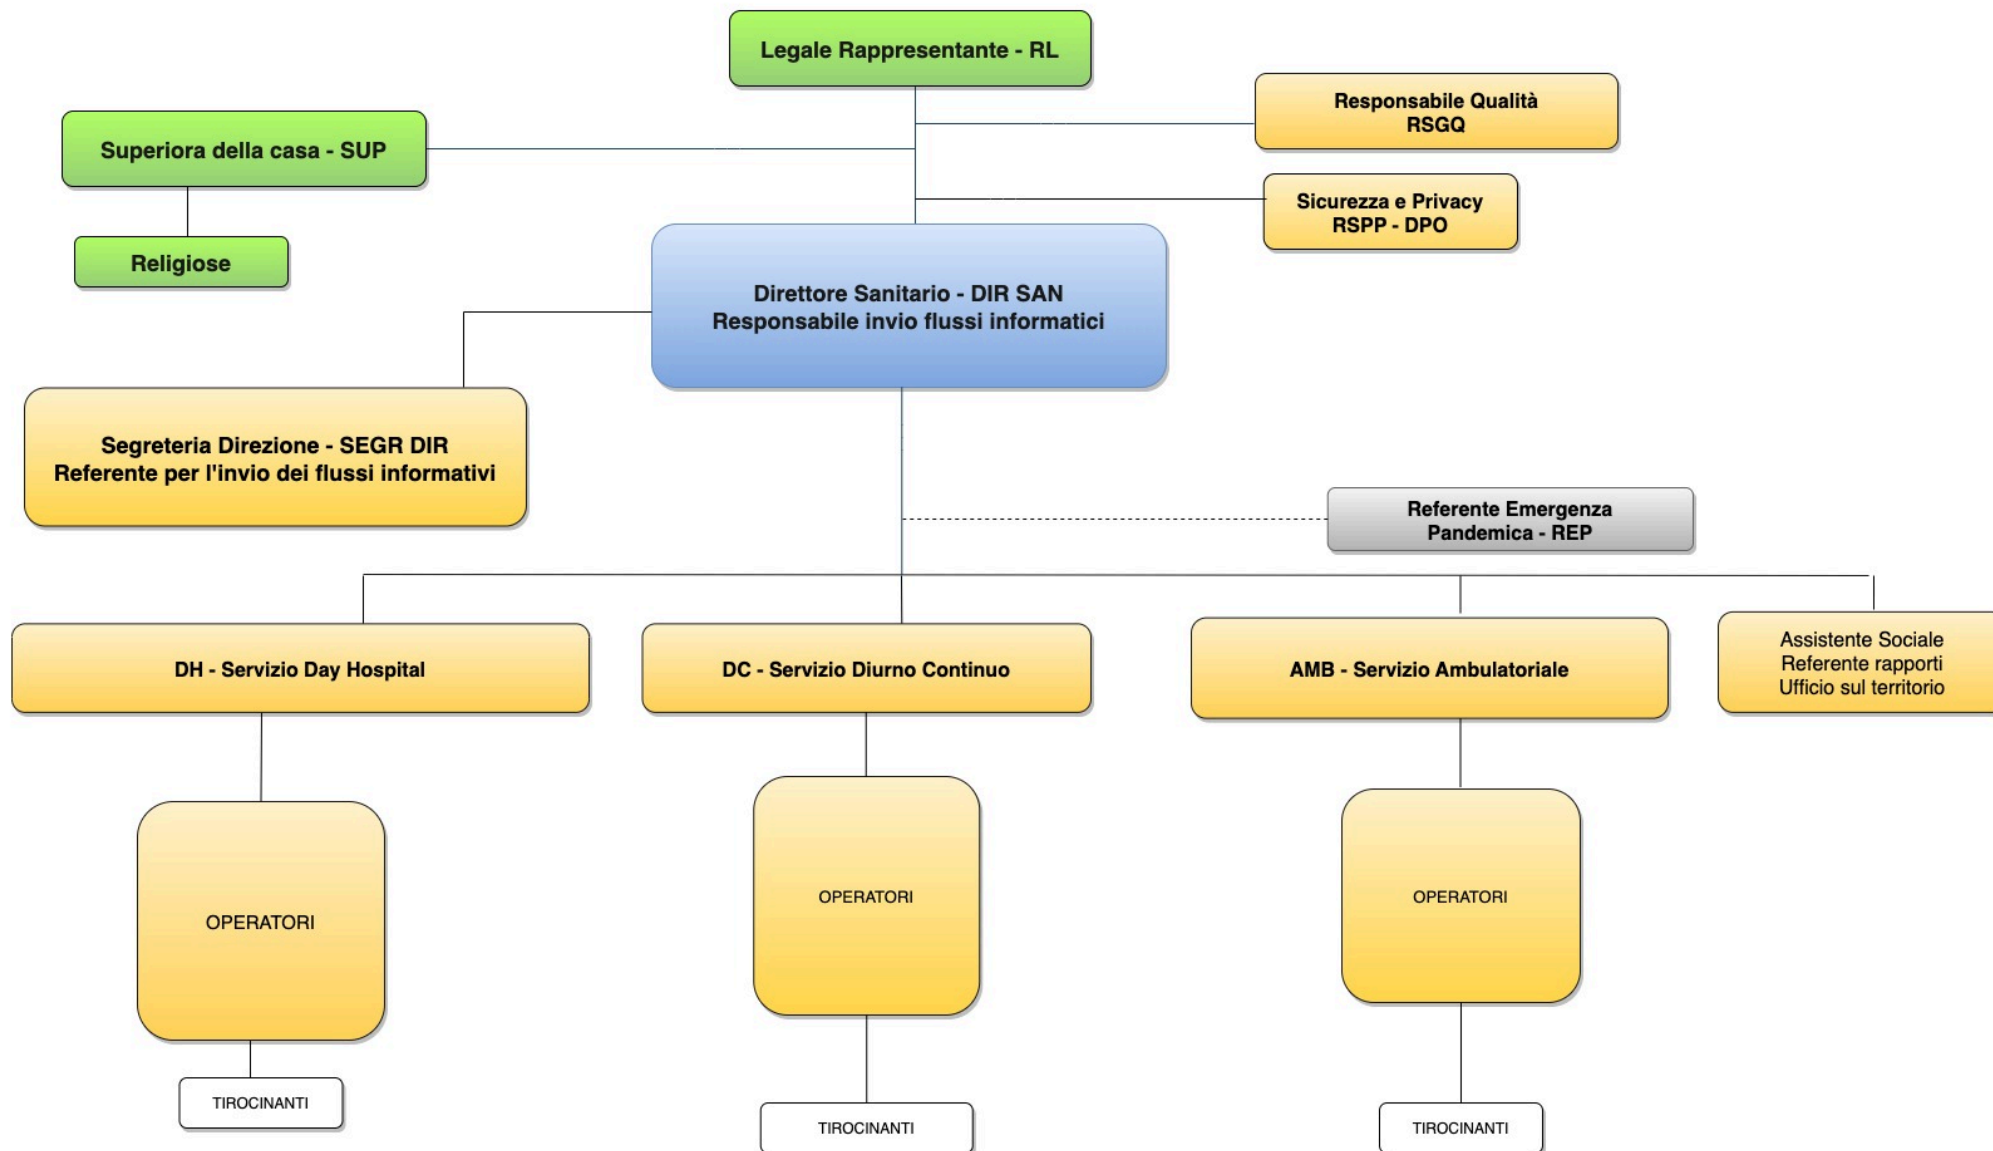 Legale Rappresentante - RL
Responsabile Qualità
RSGQ
Superiora della casa - SUP
Sicurezza e Privacy
RSPP - DPO
Religiose
Direttore Sanitario - DIR SAN
Responsabile invio flussi informatici
Segreteria Direzione - SEGR DIR
Referente per l'invio dei flussi informativi
Referente Emergenza
Pandemica - REP
DH - Servizio Day Hospital
DC - Servizio Diurno Continuo
AMB - Servizio Ambulatoriale
Assistente Sociale
Referente rapporti
Ufficio sul territorio
OPERATORI
OPERATORI
OPERATORI
TIROCINANTI
TIROCINANTI
TIROCINANTI